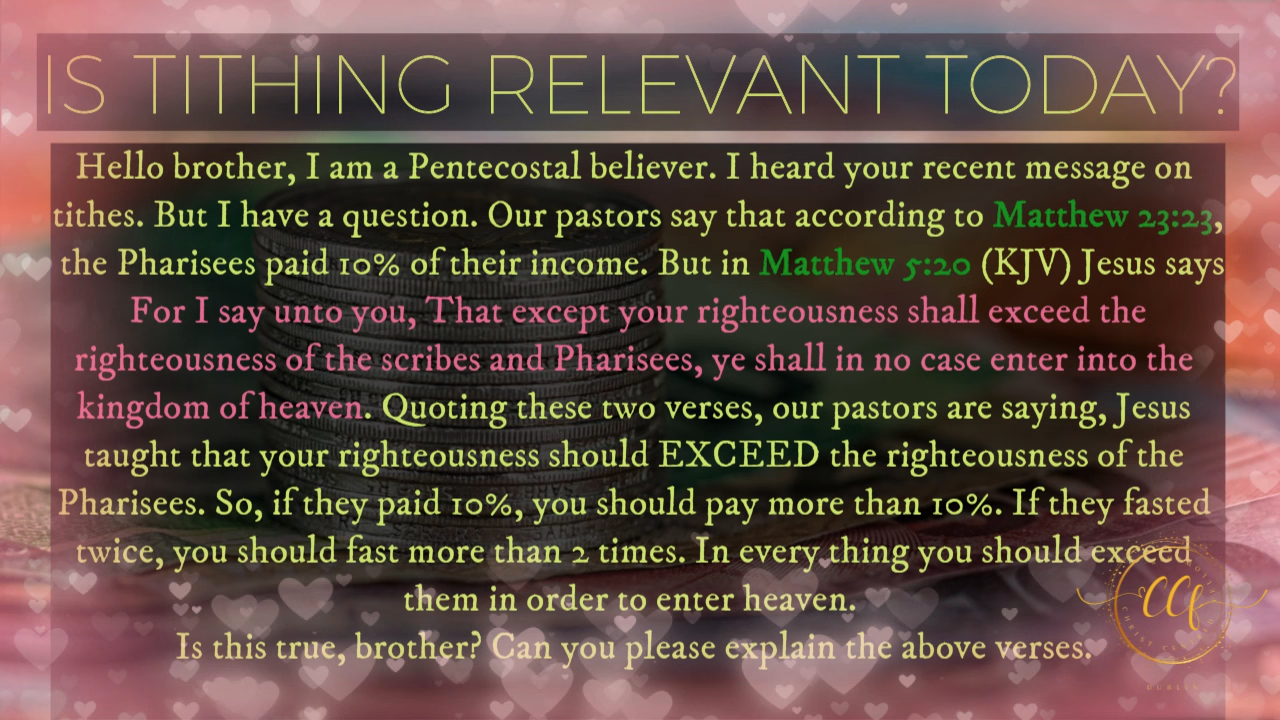 IS TITHING RELEVANT TODAY?
Hello brother, I am a Pentecostal believer. I heard your recent message on
tithes. But I have a question. Our pastors say that according to Matthew 23:23,
the Pharisees paid 10% of their income. But in Matthew 5:20 (KJV) Jesus says
For I say unto you, That except your righteousness shall exceed the
righteousness of the scribes and Pharisees, ye shall in no case enter into the
kingdom of heaven. Quoting these two verses, our pastors are saying, Jesus
taught that your righteousness should EXCEED the righteousness of the
Pharisees. So, if they paid 10%, you should pay more than 10%. If they fasted
twice, you should fast more than 2 times. In every thing you should exceed
them in order to enter heaven.
Is this true, brother? Can you please explain the above verses.